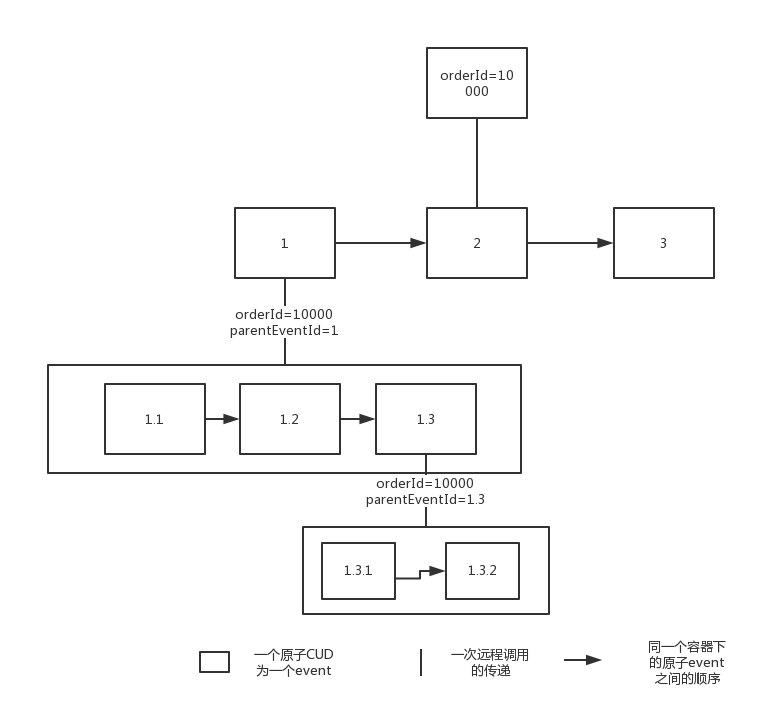 orderId=10
000
1
2
3
orderId=10000
parentEventId=1
1.1
1.2
1.3
orderId=10000
parentEventId=1.3
1.3.1
1.3.2
一个原子CUD
为一个event
一次远程调用
的传递
同一个容器下
的原子event
之间的顺序